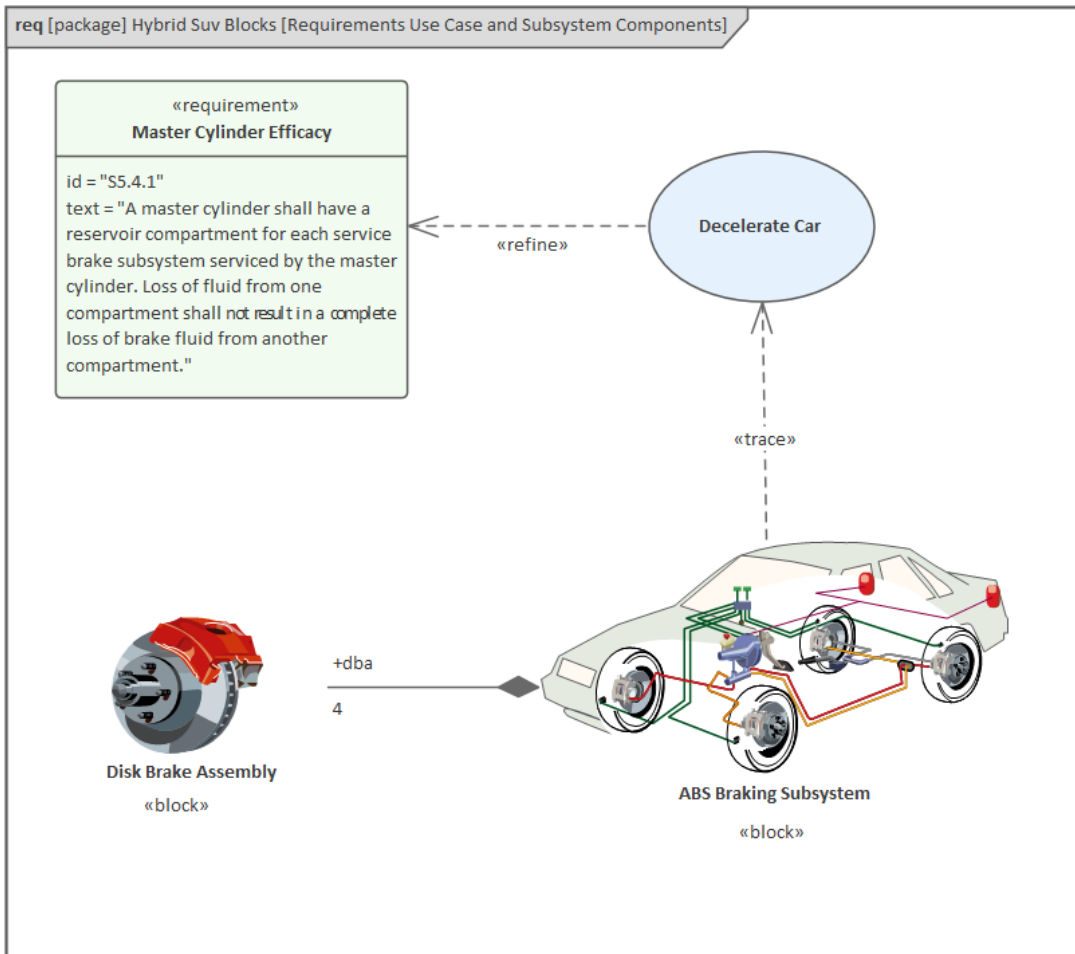 req [package] Hybrid Suv Blocks [Requirements Use Case and Subsystem Components]
«requirement»
Master Cylinder Efficacy
id = "S5.4.1"
text = "A master cylinder shall have a
reservoir compartment for each service
brake subsystem serviced by the master
cylinder. Loss of fluid from one
compartment shall not result in a complete
loss of brake fluid from another
compartment."
«refine»
Decelerate Car
«trace»
+dba
4
Disk Brake Assembly
«block»
ABS Braking Subsystem
«block»